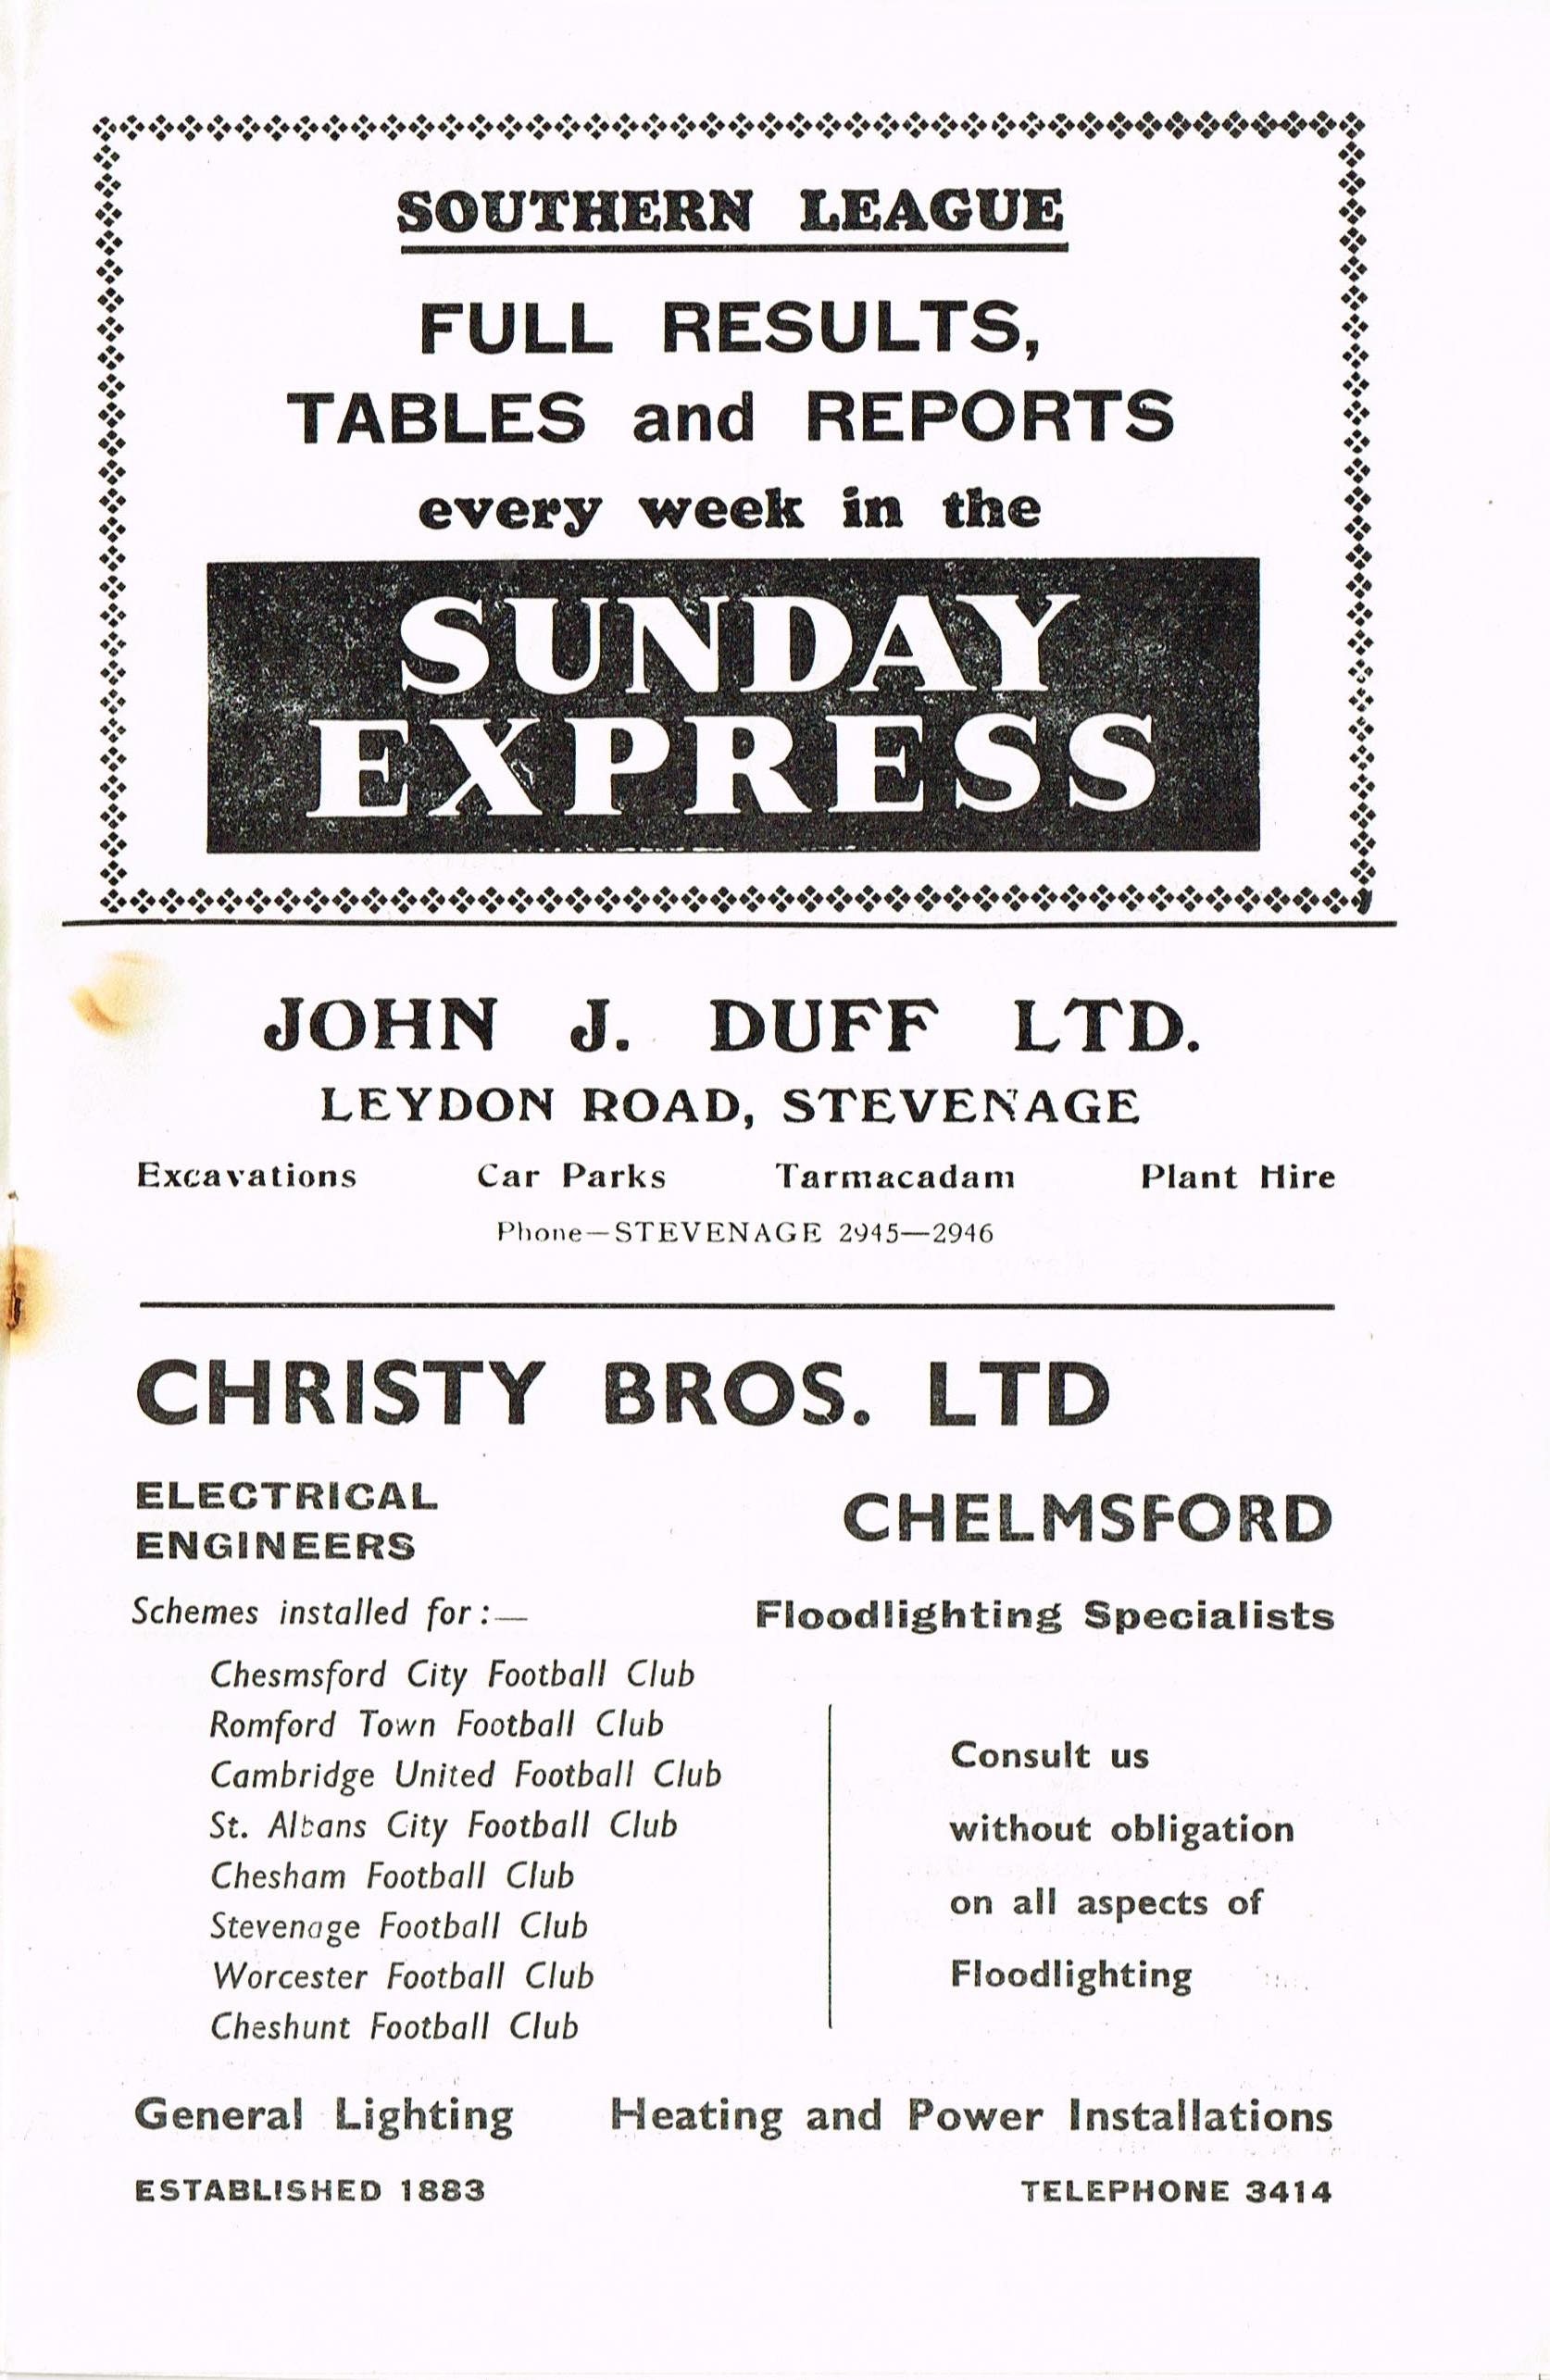 SOUTHERN LEAGUE
FULL RESULTS,
TABLES and REPORTS
every week in the
SUNDAY
EXPRESS
JOHN J. DUFF LTD.
LEYDON ROAD, STEVENAGE
Excavations Car Parks Tarmacadam Plant Hire
Phone—STEVENAGE 2945—2946
CHRISTY BROS. LTD
ELECTRICAL
ENGINEERS
CHELMSFORD
Schemes installed for :—
Floodlighting Specialists
Chesmsford City Football Club
Romford Town Football Club
Cambridge United Football Club
St. Albans City Football Club
Chesham Football Club
Stevenage Football Club
Worcester Football Club
Cheshunt Football Club
Consult us
without obligation
on all aspects of
Floodlighting
General Lighting Heating and Power Installations
ESTABLISHED 1883 TELEPHONE 3414